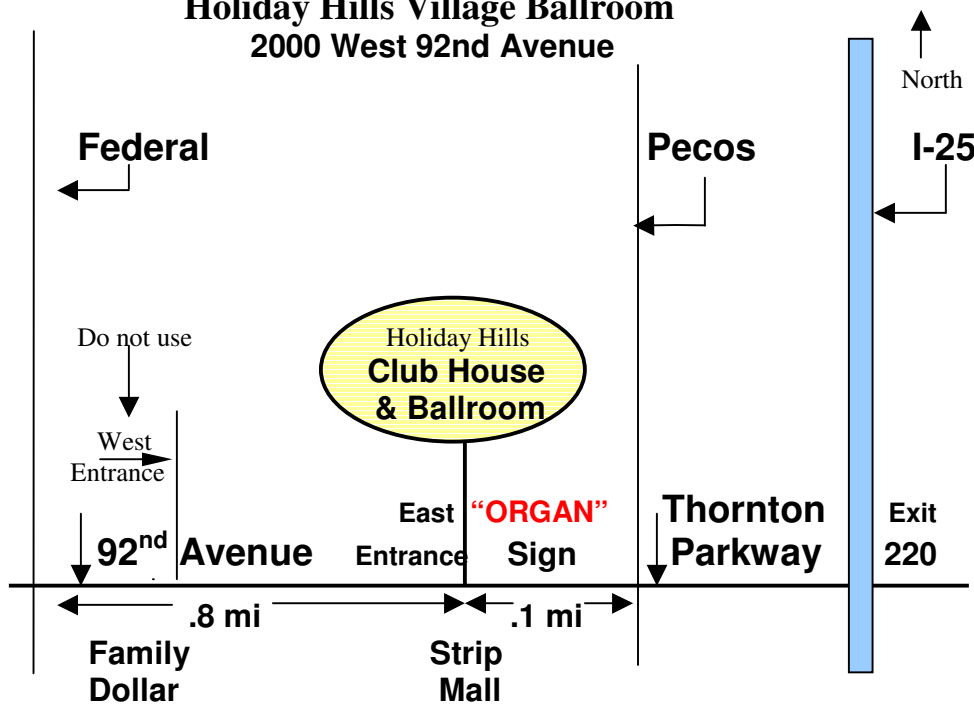 Holiday Hills Village Ballroom
2000 West 92nd Avenue
North
Federal
Pecos
I-25
Do not use
Holiday Hills
Club House
& Ballroom
West
Entrance
East
Entrance
“ORGAN”
Sign
Thornton
Parkway
Exit
220
92nd Avenue
.8 mi
.1 mi
Family
Dollar
Strip
Mall